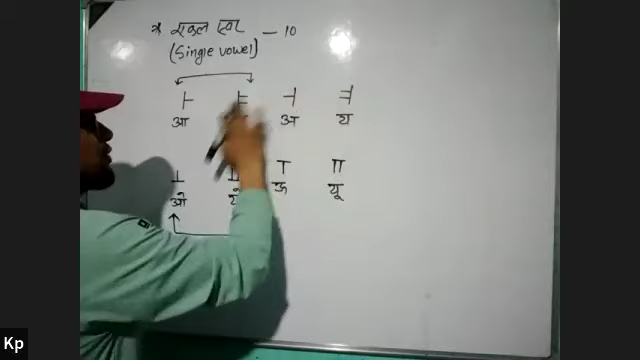 * एकल स्वर - 10
(Single vowel)
आ अ य
ओ ऊ यू
Kp